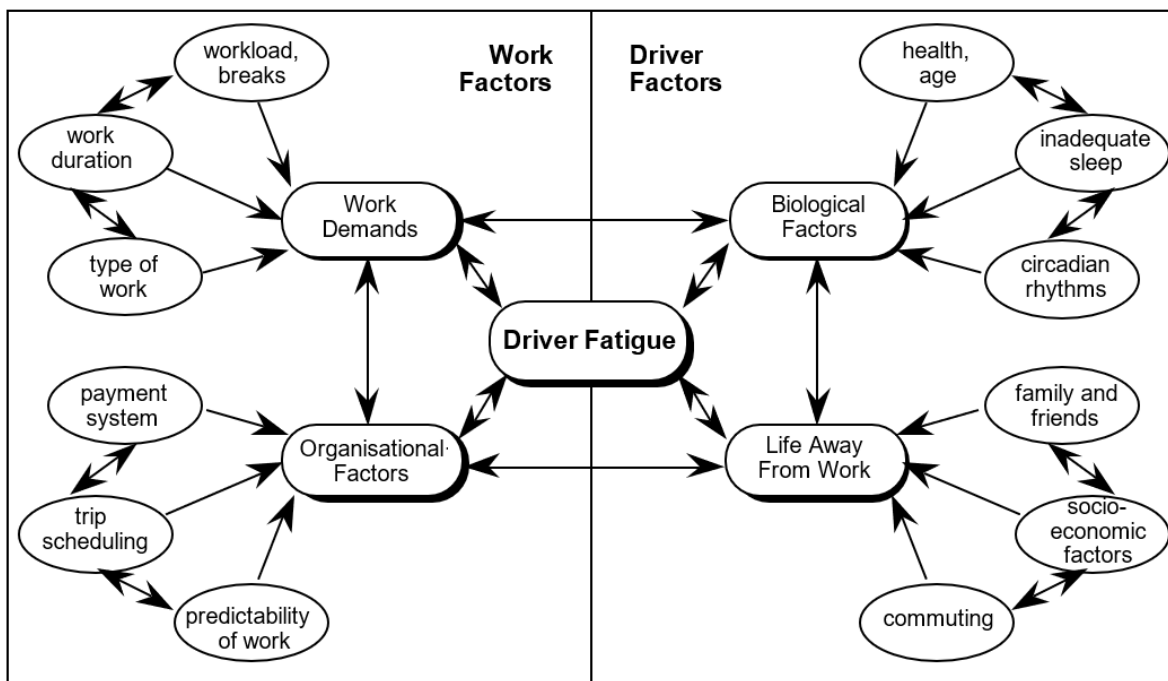 workload,
breaks
Work
Factors
Driver
Factors
health,
age
work
duration
inadequate
sleep
Work
Demands
Biological
Factors
type of
work
circadian
rhythms
Driver Fatigue
payment
system
family and
friends
Organisational·
Factors
Life Away
From Work
trip
scheduling
socio-
economic
factors
predictability
of work
commuting